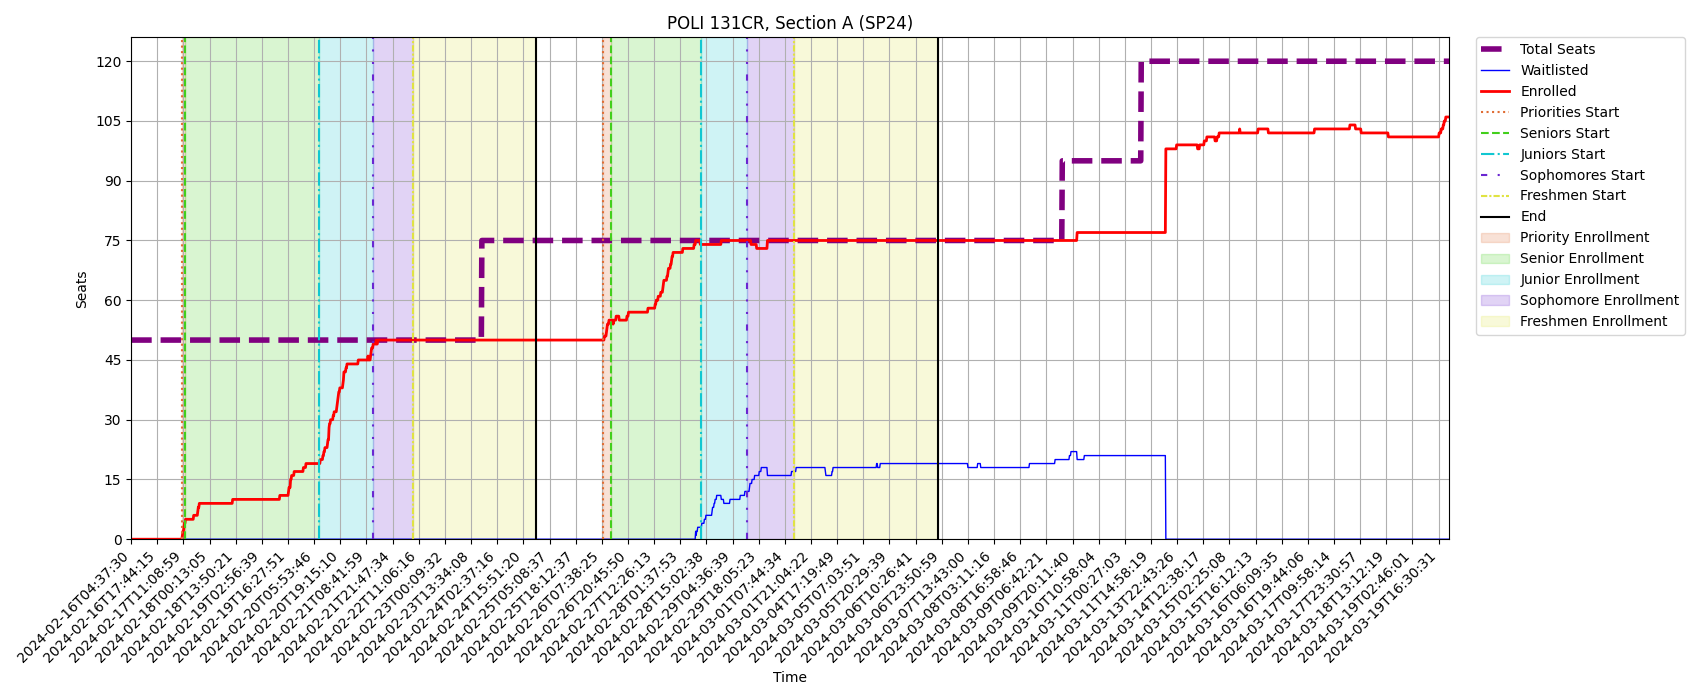 POLI 131CR, Section A (SP24)
Seats
120
105
90
75
60
45
30
15
0
2024-02-16T04:37:30
2024-02-16T17:44:15
2024-02-17T11:08:59
2024-02-18T00:13:05
2024-02-18T13:50:21
2024-02-19T02:56:39
2024-02-19T16:27:51
2024-02-20T05:53:46
2024-02-20T19:15:10
2024-02-21T08:41:59
2024-02-21T21:47:34
2024-02-22T11:06:16
2024-02-23T00:09:32
2024-02-23T13:34:08
2024-02-24T02:37:16
2024-02-24T15:51:20
2024-02-25T05:08:37
2024-02-25T18:12:37
2024-02-26T07:38:25
2024-02-26T20:45:50
2024-02-27T12:26:13
2024-02-28T01:37:53
2024-02-28T15:02:38
2024-02-29T04:36:39
2024-02-29T18:05:23
2024-03-01T07:44:34
2024-03-01T21:04:22
2024-03-04T17:19:49
2024-03-05T07:03:51
2024-03-05T20:29:39
2024-03-06T10:26:41
2024-03-06T23:50:59
2024-03-07T13:43:00
2024-03-08T03:11:16
2024-03-08T16:58:46
2024-03-09T06:42:21
2024-03-09T20:11:40
2024-03-10T10:58:04
2024-03-11T00:27:03
2024-03-11T14:58:19
2024-03-13T22:43:26
2024-03-14T12:38:17
2024-03-15T02:25:08
2024-03-15T16:12:13
2024-03-16T06:09:35
2024-03-16T19:44:06
2024-03-17T09:58:14
2024-03-17T23:30:57
2024-03-18T13:12:19
2024-03-19T02:46:01
2024-03-19T16:30:31
Time
Total Seats
Waitlisted
Enrolled
Priorities Start
Seniors Start
Juniors Start
Sophomores Start
Freshmen Start
End
Priority Enrollment
Senior Enrollment
Junior Enrollment
Sophomore Enrollment
Freshmen Enrollment